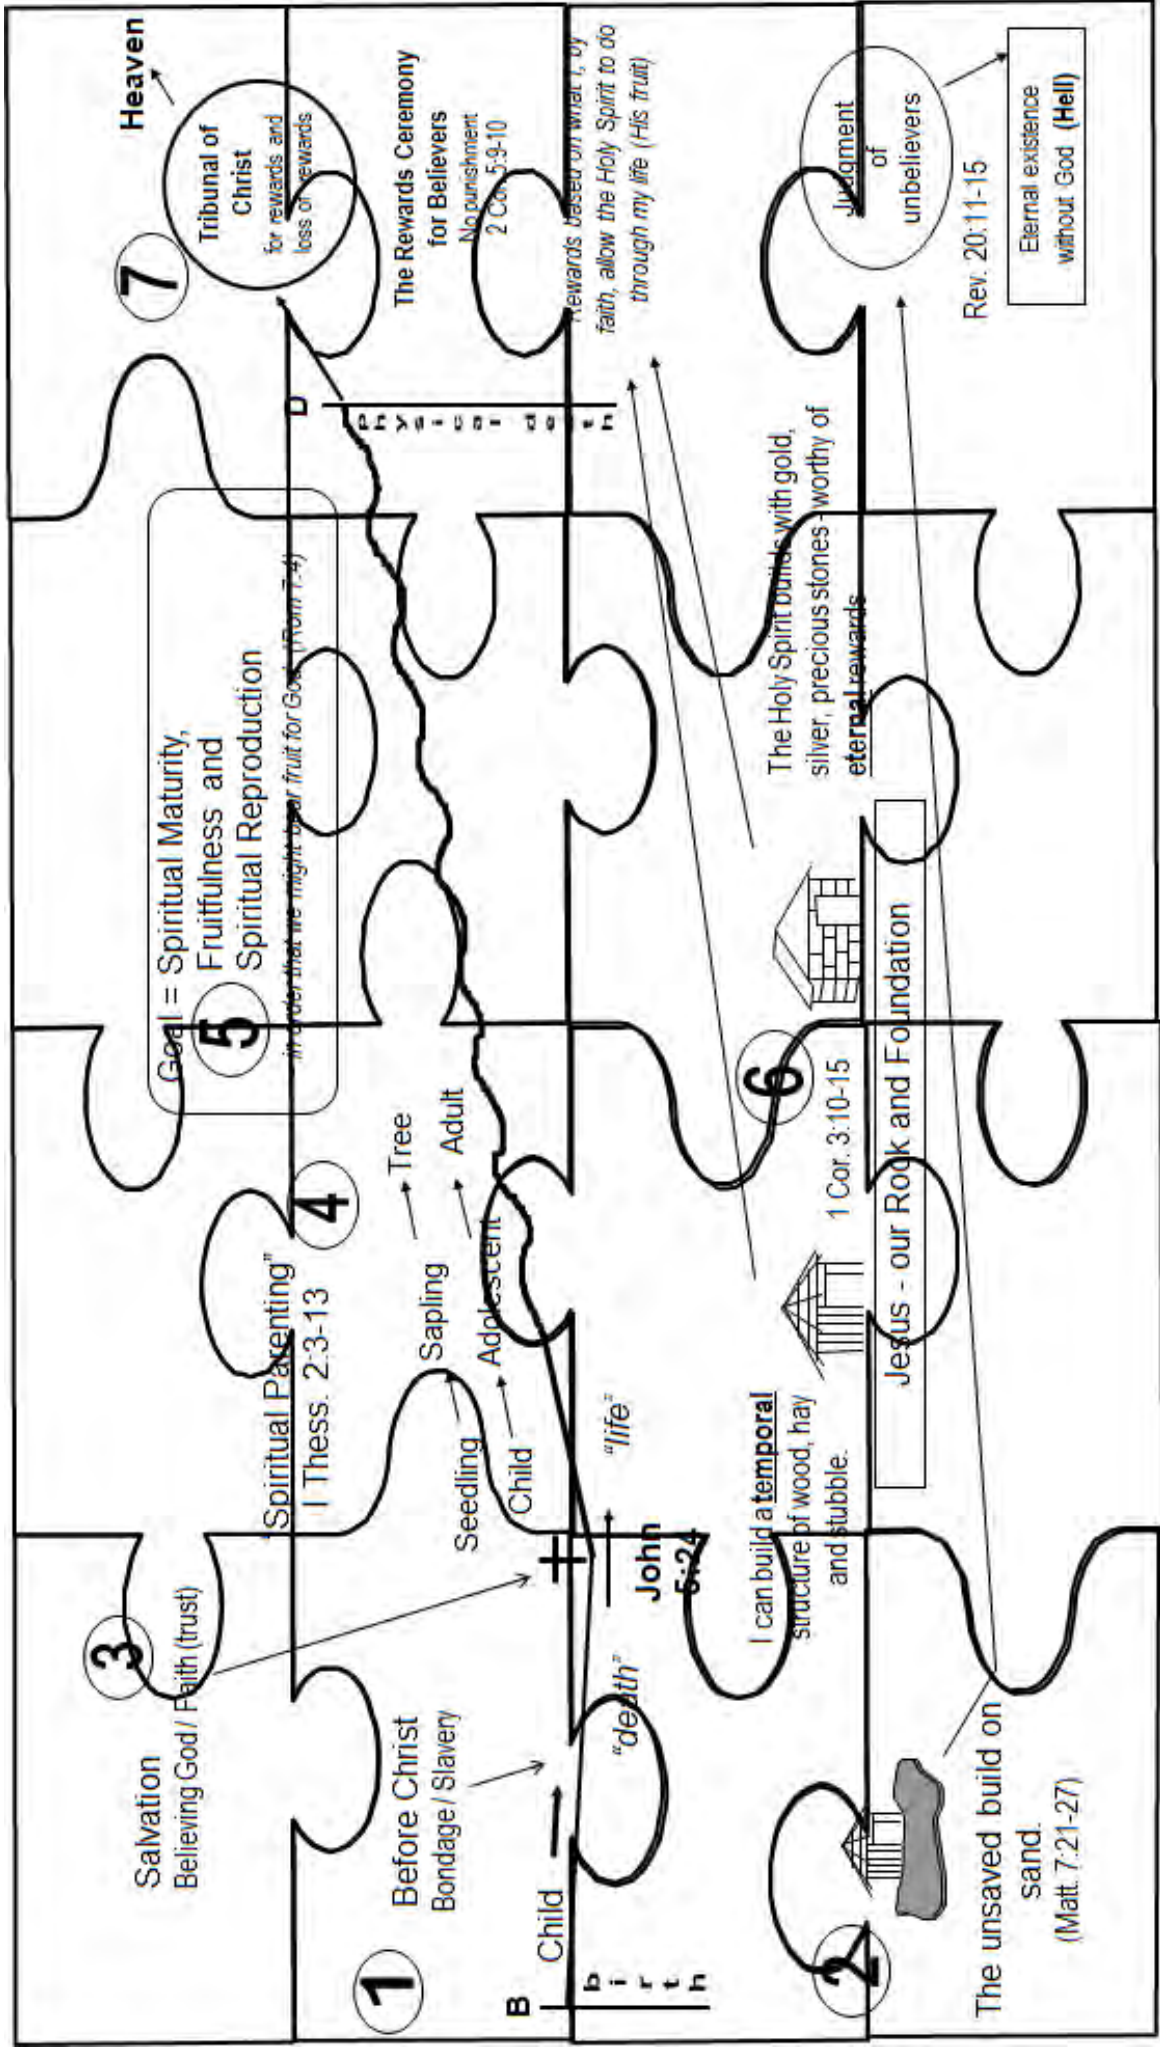 3
Salvation
Believing God / Faith (trust)
1
Before Christ
Bondage / Slavery
B
birth
Child
"death"
John
5:24
"life"
2
The unsaved build on
sand.
(Matt. 7:21-27)
4
"Spiritual Parenting"
I Thess. 2:3-13
Seedling
Sapling
Tree
Child
Adolescent
Adult
5
Goal = Spiritual Maturity,
Fruitfulness and
Spiritual Reproduction
in order that we might bear fruit for God (Rom 7:4)
I can build a temporal
structure of wood, hay
and stubble.
6
1 Cor. 3:10-15
Jesus - our Rock and Foundation
The Holy Spirit builds with gold,
silver, precious stones - worthy of
eternal rewards
D
Physical death
7
Heaven
Tribunal of
Christ
for rewards and
loss of rewards
The Rewards Ceremony
for Believers
No punishment
2 Cor. 5:9-10
Rewards based on what I, by
faith, allow the Holy Spirit to do
through my life (His fruit)
Judgment
of
unbelievers
Rev. 20:11-15
Eternal existence
without God (Hell)